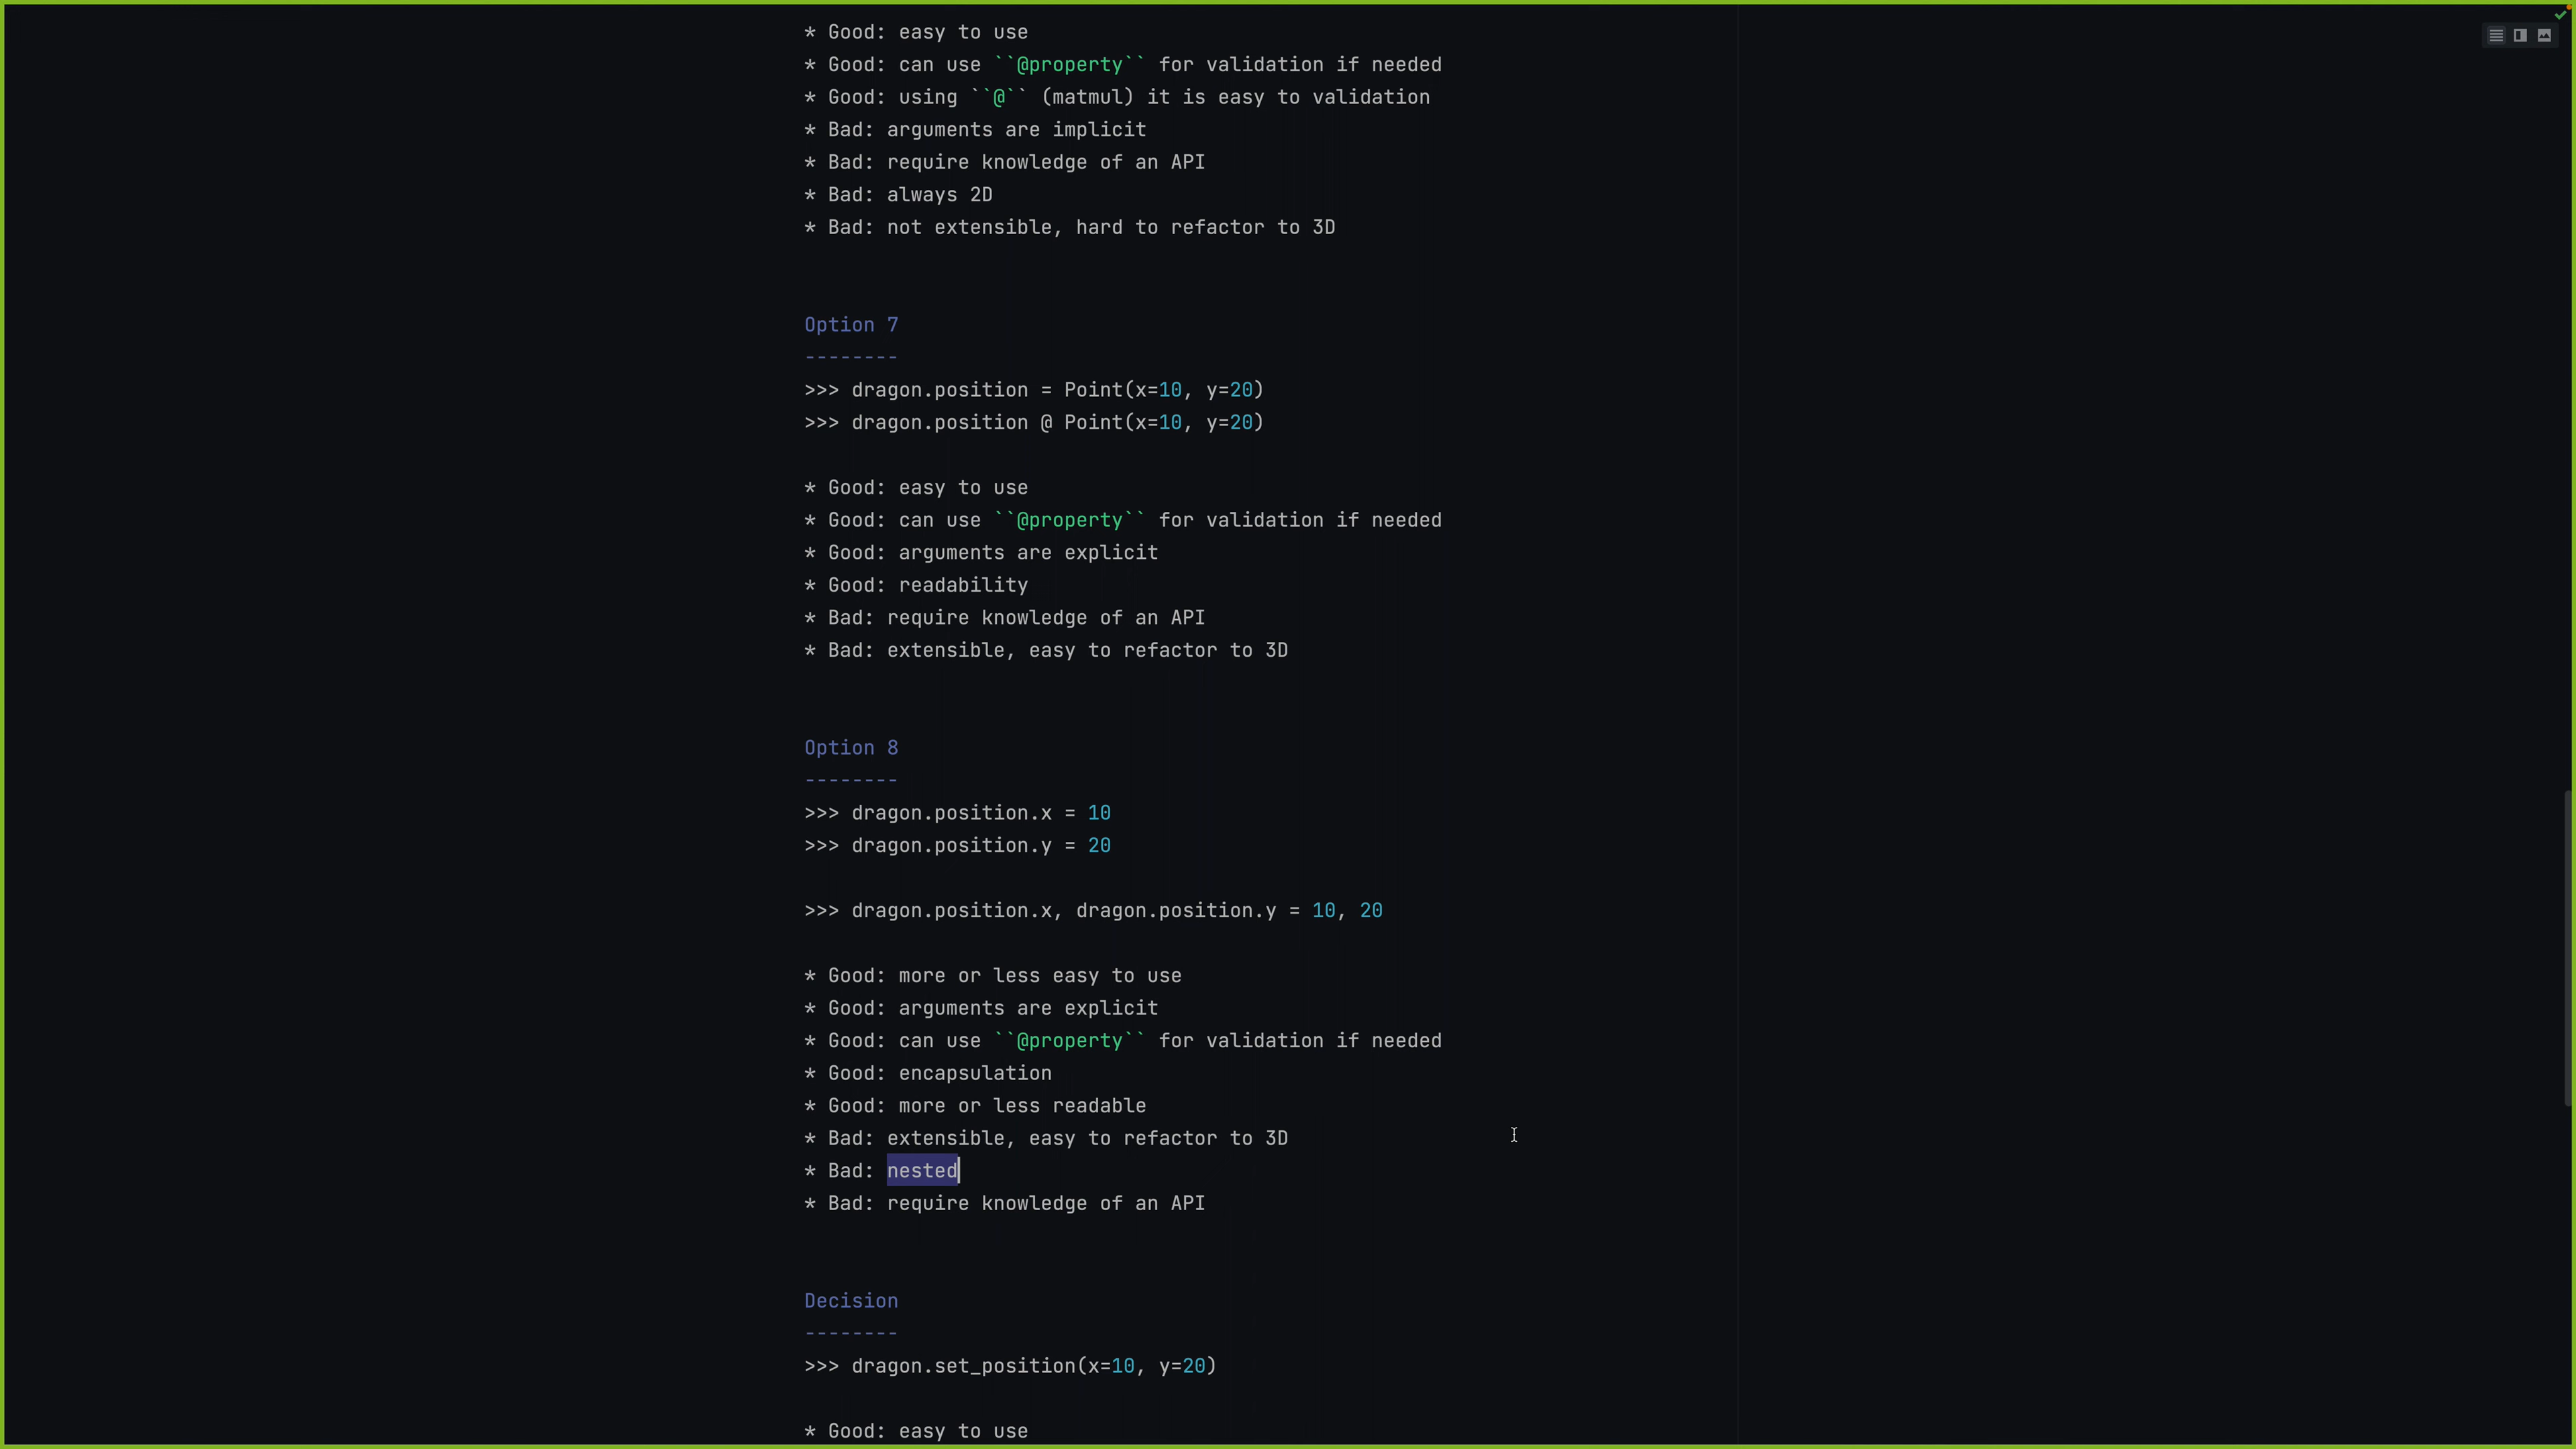 * Good: easy to use
* Good: can use ``@property`` for validation if needed
* Good: using ``@`` (matmul) it is easy to validation
* Bad: arguments are implicit
* Bad: require knowledge of an API
* Bad: always 2D
* Bad: not extensible, hard to refactor to 3D
Option 7
--------
>>> dragon.position = Point(x=10, y=20)
>>> dragon.position @ Point(x=10, y=20)
* Good: easy to use
* Good: can use ``@property`` for validation if needed
* Good: arguments are explicit
* Good: readability
* Bad: require knowledge of an API
* Bad: extensible, easy to refactor to 3D
Option 8
--------
>>> dragon.position.x = 10
>>> dragon.position.y = 20
>>> dragon.position.x, dragon.position.y = 10, 20
* Good: more or less easy to use
* Good: arguments are explicit
* Good: can use ``@property`` for validation if needed
* Good: encapsulation
* Good: more or less readable
* Bad: extensible, easy to refactor to 3D
* Bad: nested
* Bad: require knowledge of an API
Decision
--------
>>> dragon.set_position(x=10, y=20)
* Good: easy to use